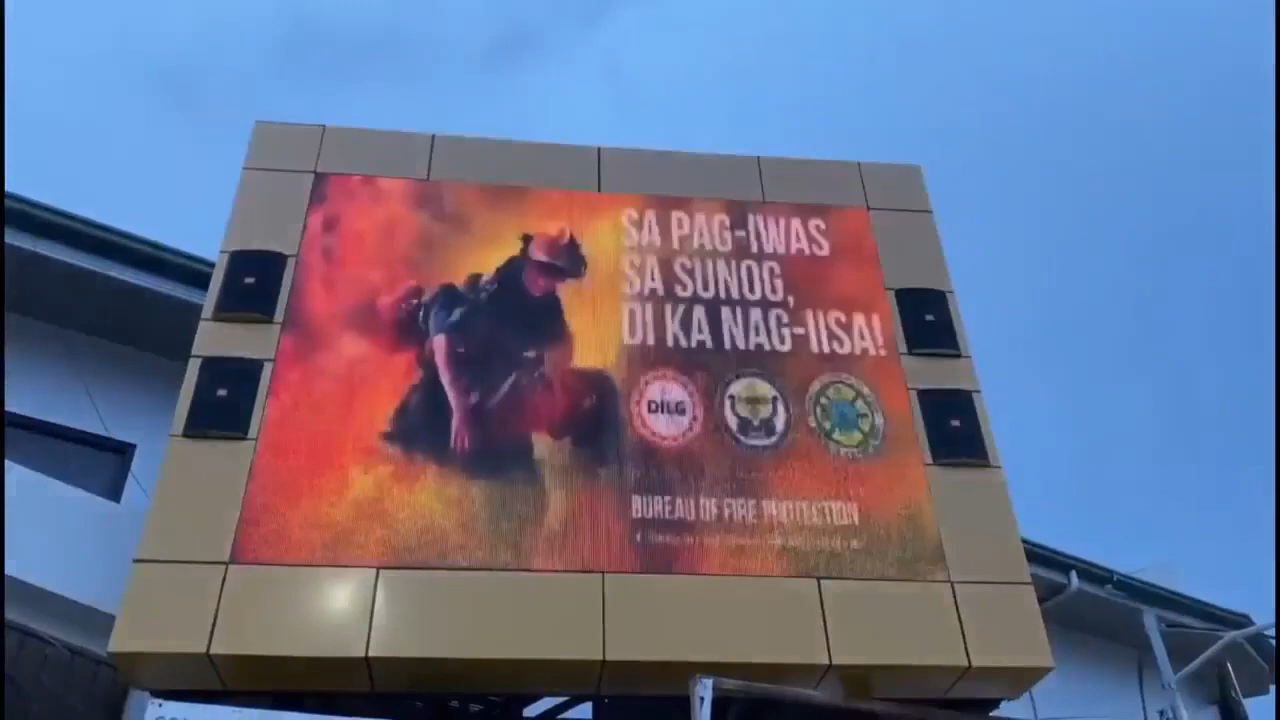 SA PAG-IWAS
SA SUNOG,
DI KA NAG-IISA!
DILG
BUREAU OF FIRE PROTECTION